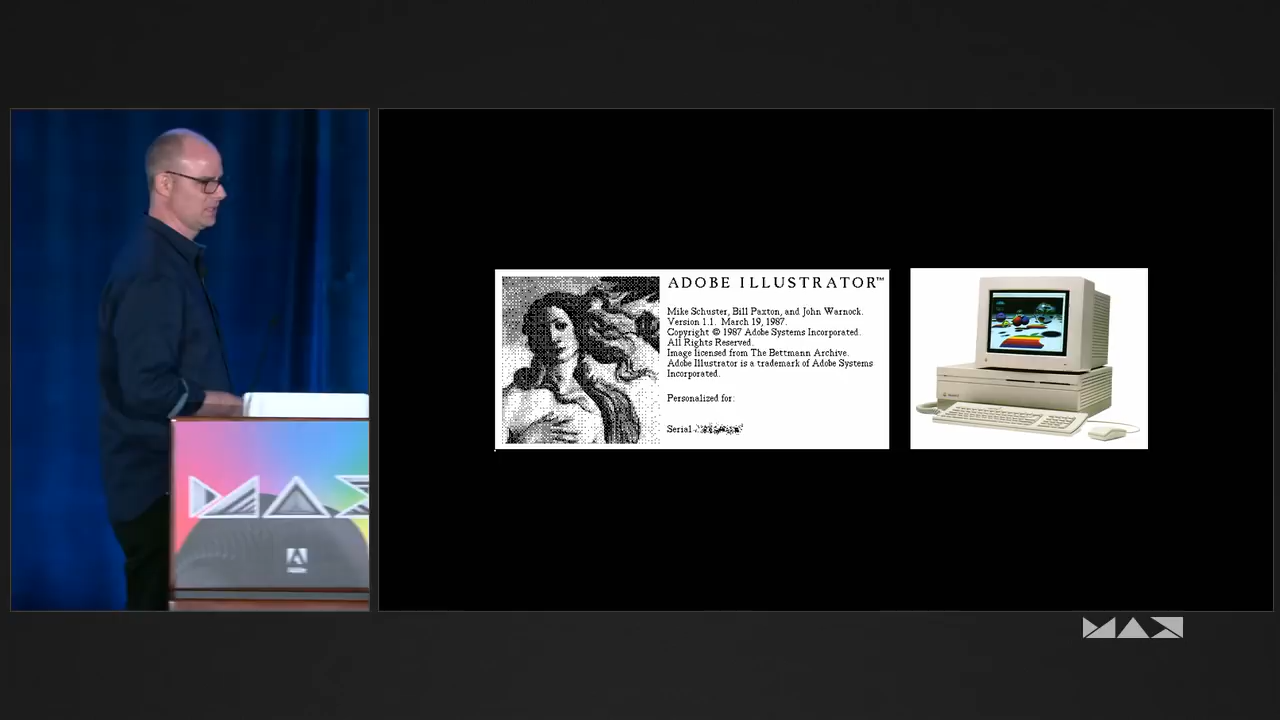 ADOBE ILLUSTRATOR™
Mike Schuster, Bill Paxton, and John Warnock.
Version 1.1. March 19, 1987.
Copyright © 1987 Adobe Systems Incorporated.
All Rights Reserved.
Image licensed from The Bettmann Archive.
Adobe Illustrator is a trademark of Adobe Systems
Incorporated.
Personalized for:
Serial
MAX
MAX